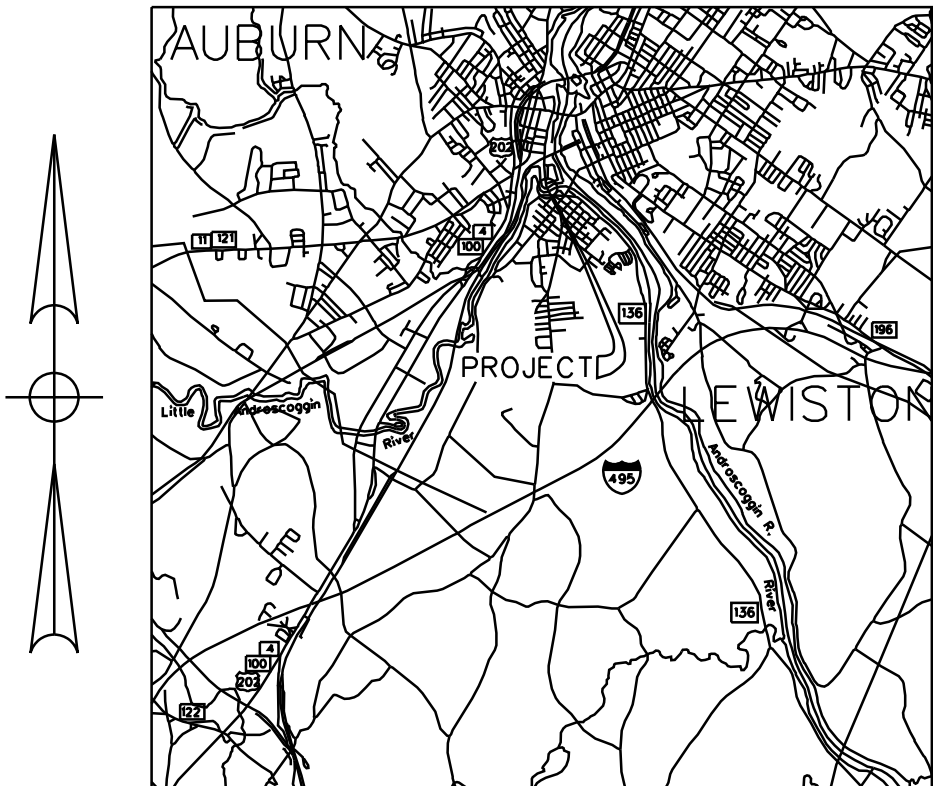 AUBURN
202
4
100
11 121
136
196
PROJECT
Little
Androscoggin
River
LEWISTON
495
Androscoggin R.
River
136
4
100
202
122